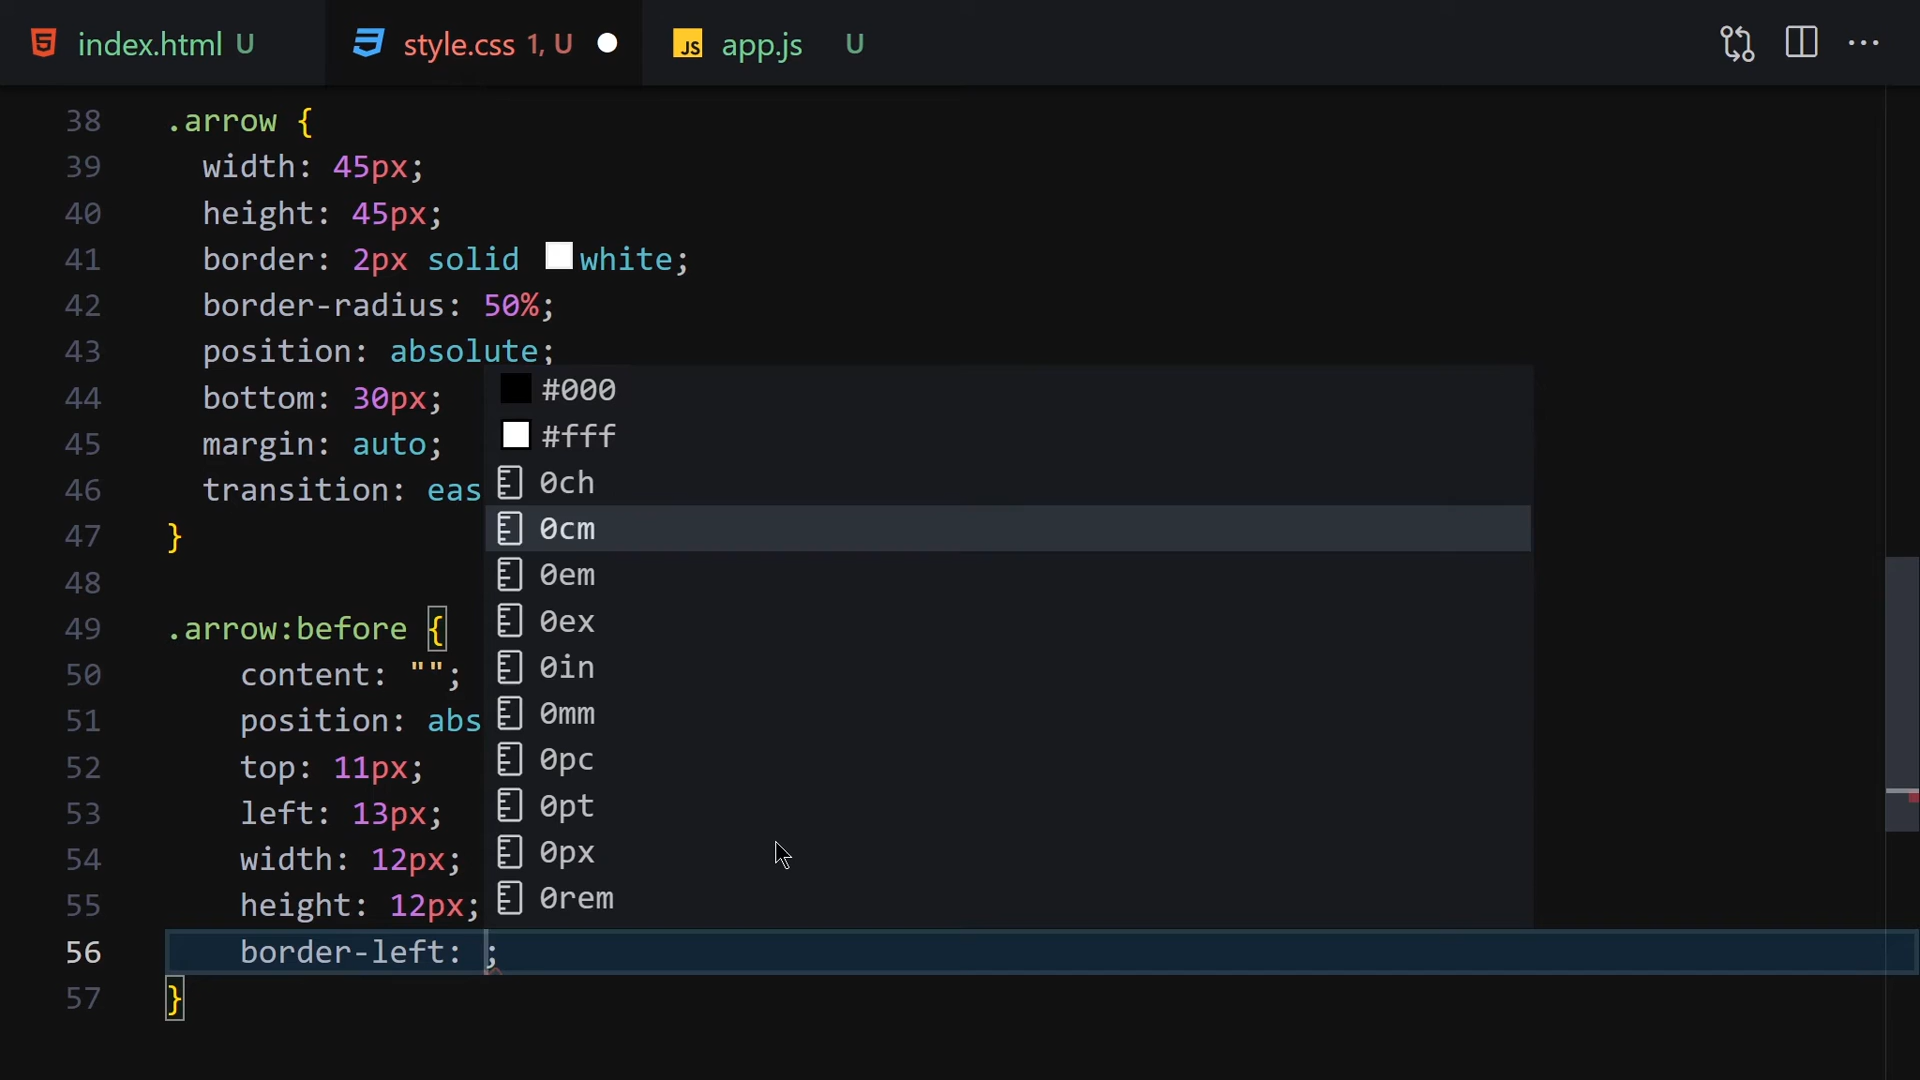 index.html U
style.css 1, U
JS app.js U
38 .arrow {
39 width: 45px;
40 height: 45px;
41 border: 2px solid white;
42 border-radius: 50%;
43 position: absolute;
44 bottom: 30px;
45 margin: auto;
46 transition: eas
47 }
48
49 .arrow:before {
50 content: "";
51 position: abs
52 top: 11px;
53 left: 13px;
54 width: 12px;
55 height: 12px;
56 border-left: ;
57 }
#000
#fff
0ch
0cm
0em
0ex
0in
0mm
0pc
0pt
0px
0rem